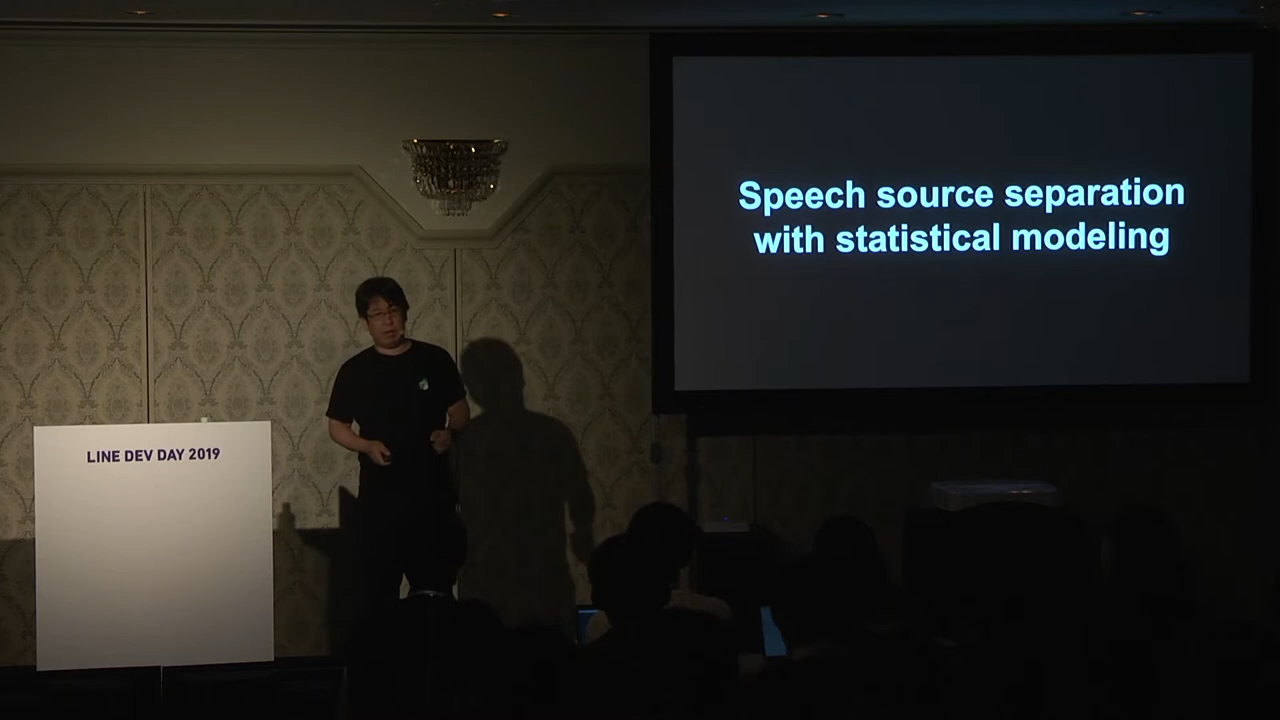 Speech source separation
with statistical modeling
LINE DEV DAY 2019